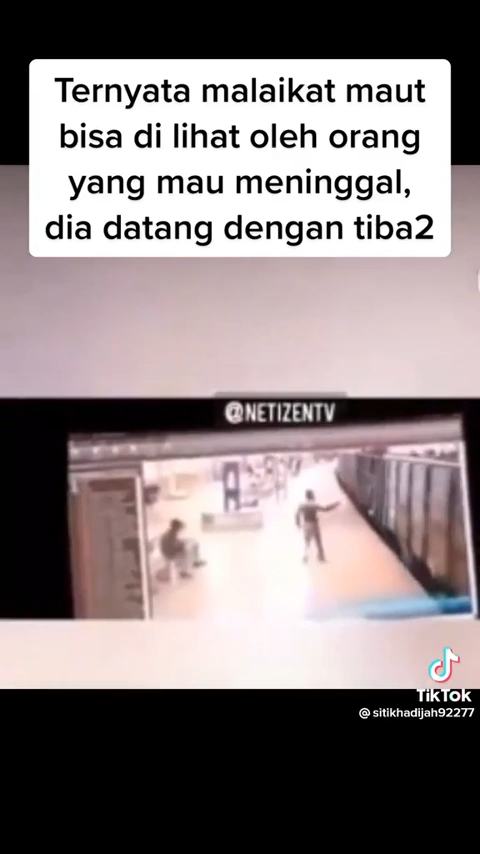 Ternyata malaikat maut
bisa di lihat oleh orang
yang mau meninggal,
dia datang dengan tiba2
@NETIZENTV
TikTok
@sitikhadijah92277